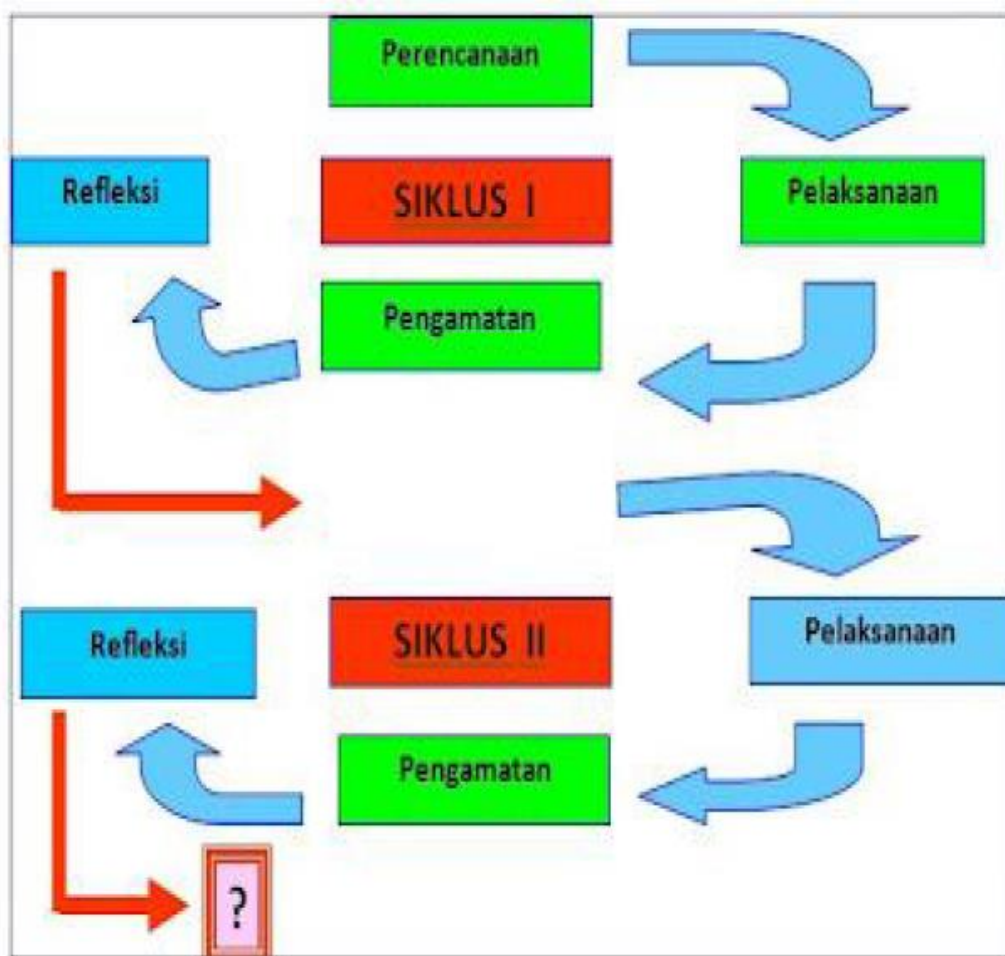 Perencanaan
Refleksi
SIKLUS I
Pelaksanaan
Pengamatan
Refleksi
SIKLUS II
Pelaksanaan
Pengamatan
?